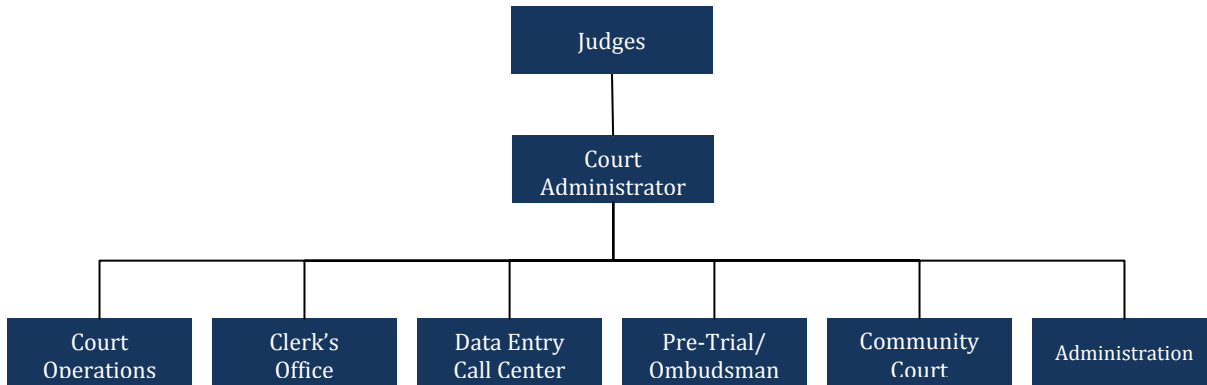 Judges
Court
Administrator
Court
Operations
Clerk’s
Office
Data Entry
Call Center
Pre-Trial/
Ombudsman
Community
Court
Administration